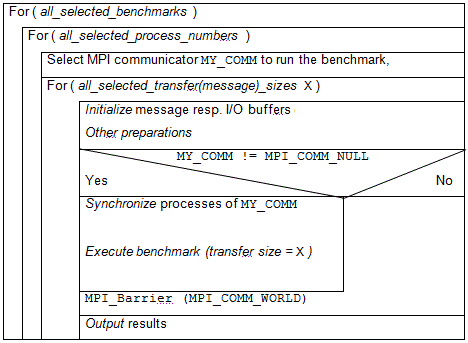 For ( all_selected_benchmarks )
For ( all_selected_process_numbers )
Select MPI communicator MY_COMM to run the benchmark,
For ( all_selected_transfer(message)_sizes X )
Initialize message resp. I/O buffers
Other preparations
MY_COMM != MPI_COMM_NULL
Yes No
Synchronize processes of MY_COMM
Execute benchmark (transfer size = X )
MPI_Barrier (MPI_COMM_WORLD)
Output results